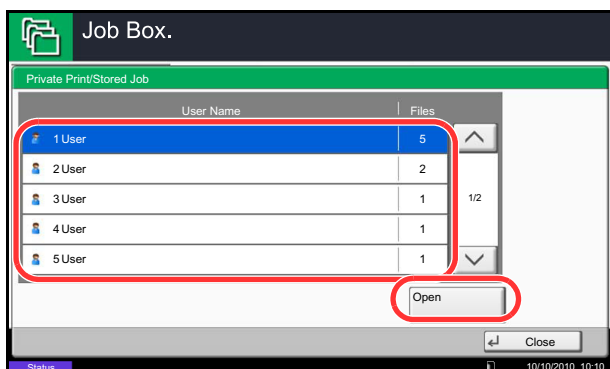 Job Box.
Private Print/Stored Job
User Name Files
1 User 5
2 User 2
3 User 1
4 User 1
5 User 1
1/2
Open
Close
Status 10/10/2010 10:10